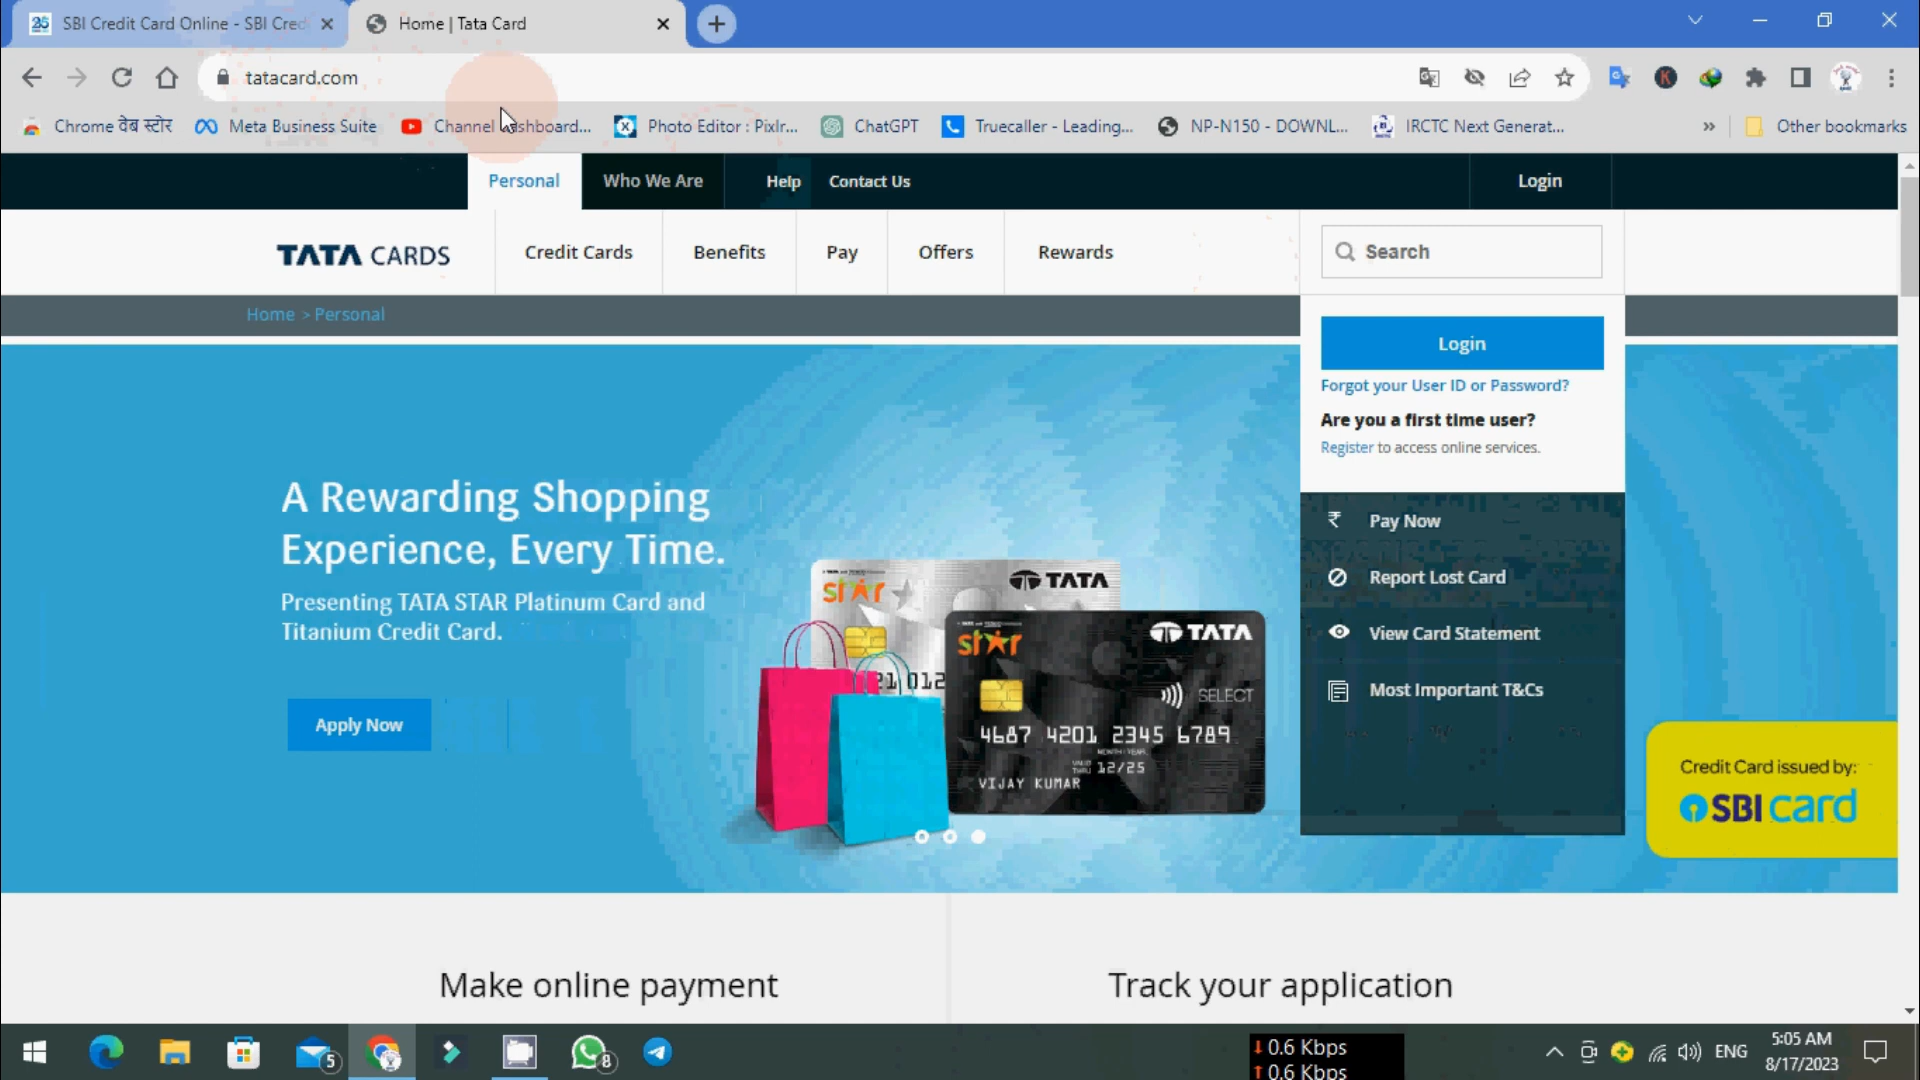 SBI Credit Card Online - SBI Cred
Home | Tata Card
tatacard.com
Chrome वेब स्टोर
Meta Business Suite
Channel dashboard...
Photo Editor : Pixlr...
ChatGPT
Truecaller - Leading...
NP-N150 - DOWNL...
IRCTC Next Generat...
»
Other bookmarks
Personal
Who We Are
Help
Contact Us
Login
TATA CARDS
Credit Cards
Benefits
Pay
Offers
Rewards
Search
Home > Personal
Login
Forgot your User ID or Password?
Are you a first time user?
Register to access online services.
A Rewarding Shopping
Experience, Every Time.
Presenting TATA STAR Platinum Card and
Titanium Credit Card.
Apply Now
star
TATA
21 012
star
TATA
SELECT
4687 4201 2345 6789
12/25
VIJAY KUMAR
₹ Pay Now
Report Lost Card
View Card Statement
Most Important T&Cs
Credit Card issued by:
SBI card
Make online payment
Track your application
5
8
0.6 Kbps
0.6 Kbps
ENG
5:05 AM
8/17/2023